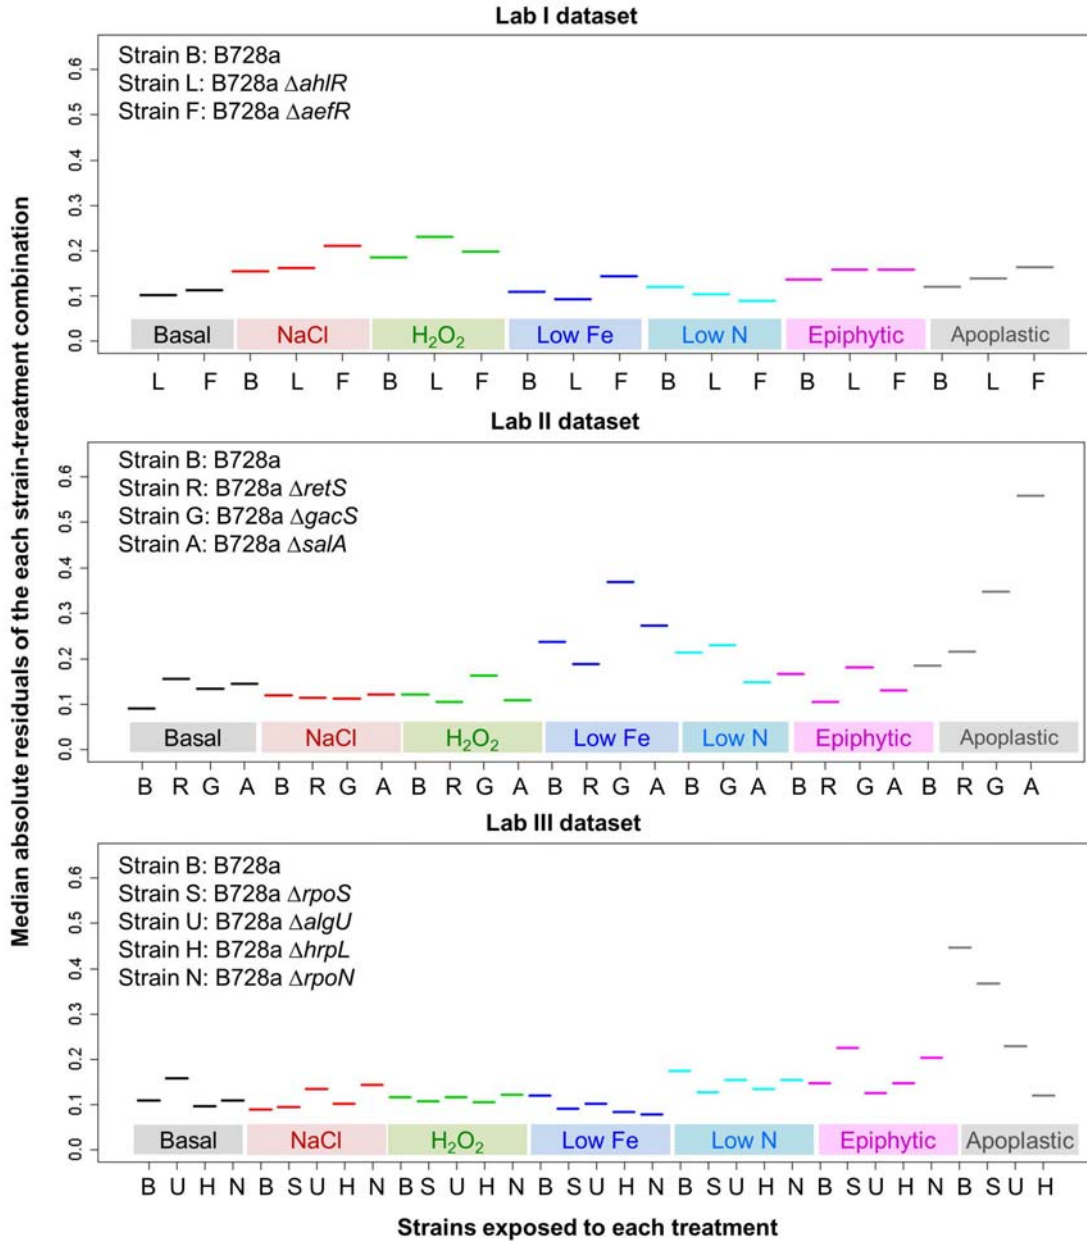 Lab I dataset
Strain B: B728a
Strain L: B728a ΔahlR
Strain F: B728a ΔaefR
0.6
0.5
0.4
0.3
0.2
0.1
0.0
Basal NaCl H₂O₂ Low Fe Low N Epiphytic Apoplastic
L F B L F B L F B L F B L F B L F B L F
Lab II dataset
Strain B: B728a
Strain R: B728a ΔretS
Strain G: B728a ΔgacS
Strain A: B728a ΔsalA
0.6
0.5
0.4
0.3
0.2
0.1
0.0
Basal NaCl H₂O₂ Low Fe Low N Epiphytic Apoplastic
B R G A B R G A B R G A B R G A B G A B R G A B R G A
Lab III dataset
Strain B: B728a
Strain S: B728a ΔrpoS
Strain U: B728a ΔalgU
Strain H: B728a ΔhrpL
Strain N: B728a ΔrpoN
0.6
0.5
0.4
0.3
0.2
0.1
0.0
Basal NaCl H₂O₂ Low Fe Low N Epiphytic Apoplastic
B U H N B S U H N B S U H N B S U H N B S U H N B S U H N B S U H
Strains exposed to each treatment
Median absolute residuals of the each strain-treatment combination